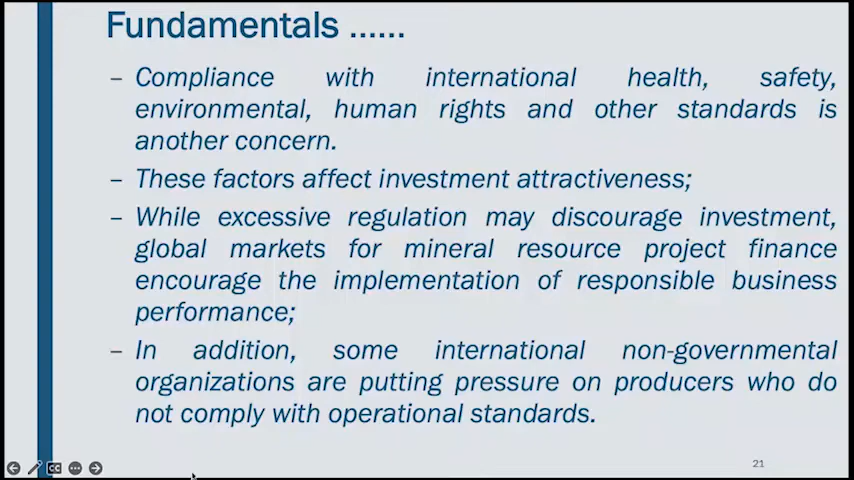 Fundamentals ......
– Compliance with international health, safety,
environmental, human rights and other standards is
another concern.
– These factors affect investment attractiveness;
– While excessive regulation may discourage investment,
global markets for mineral resource project finance
encourage the implementation of responsible business
performance;
– In addition, some international non-governmental
organizations are putting pressure on producers who do
not comply with operational standards.
CC
21